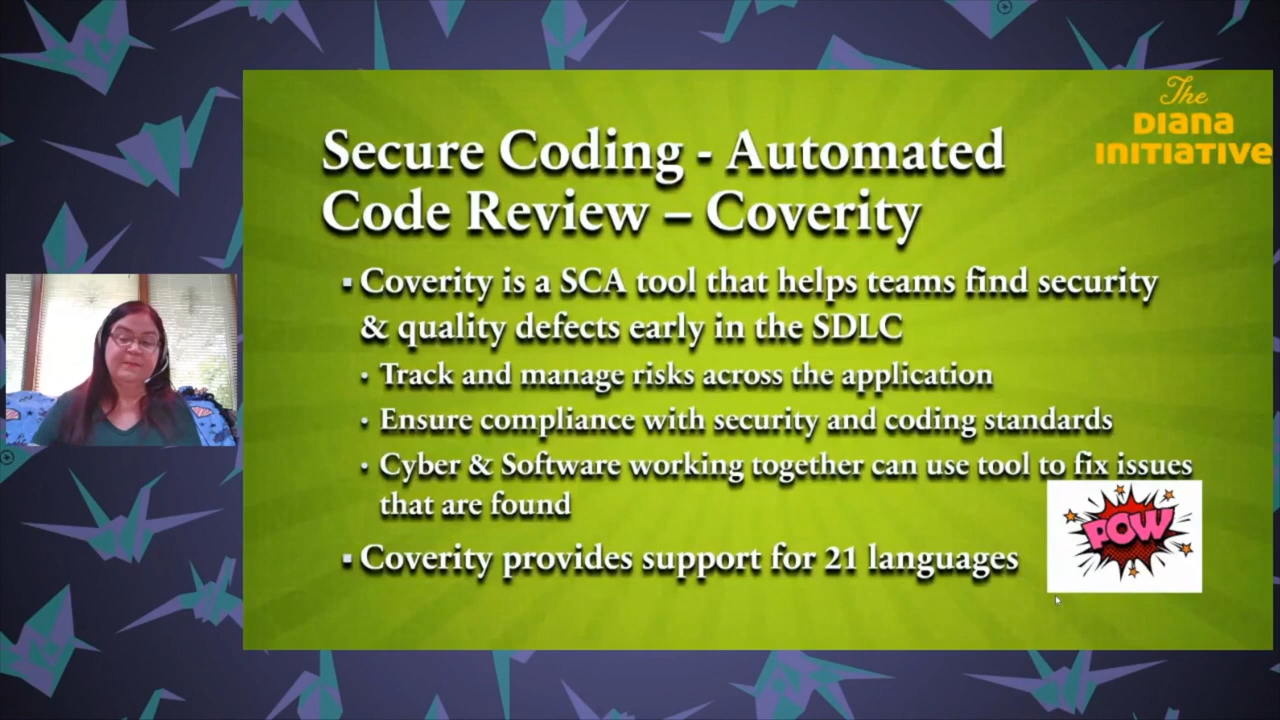 The
DIANA
INITIATIVE
Secure Coding - Automated
Code Review – Coverity
▪ Coverity is a SCA tool that helps teams find security
& quality defects early in the SDLC
• Track and manage risks across the application
• Ensure compliance with security and coding standards
• Cyber & Software working together can use tool to fix issues
that are found
POW
▪ Coverity provides support for 21 languages